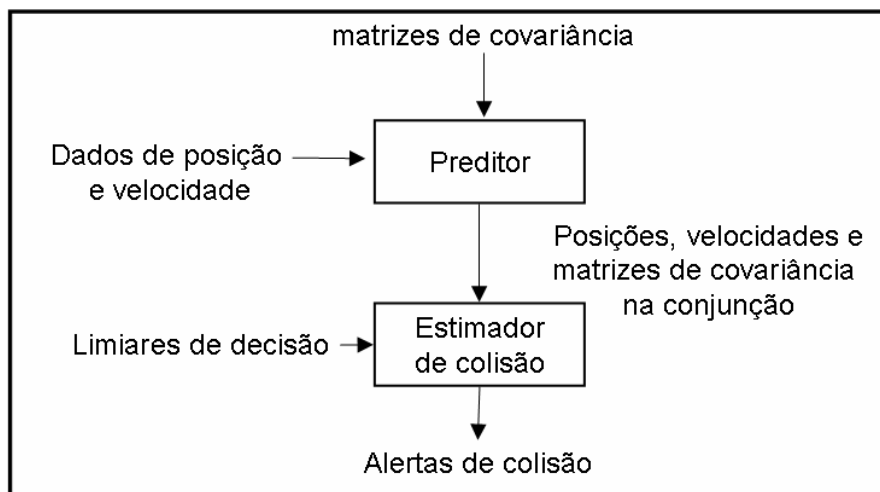 matrizes de covariância
Dados de posição
e velocidade
Preditor
Posições, velocidades e
matrizes de covariância
na conjunção
Limiares de decisão
Estimador
de colisão
Alertas de colisão